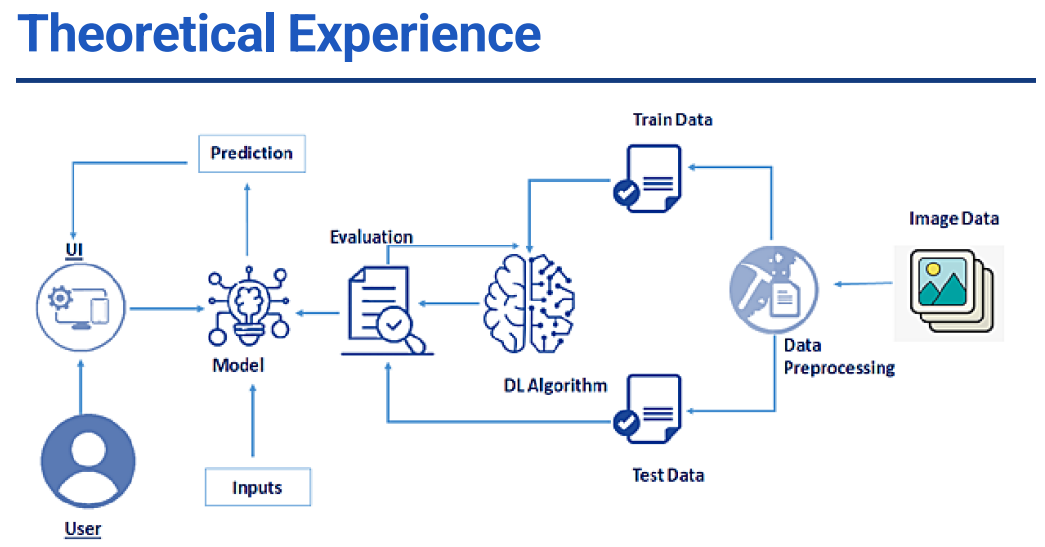 Theoretical Experience
Train Data
Prediction
Image Data
Evaluation
UI
Data
Preprocessing
Model
DL Algorithm
Test Data
Inputs
User